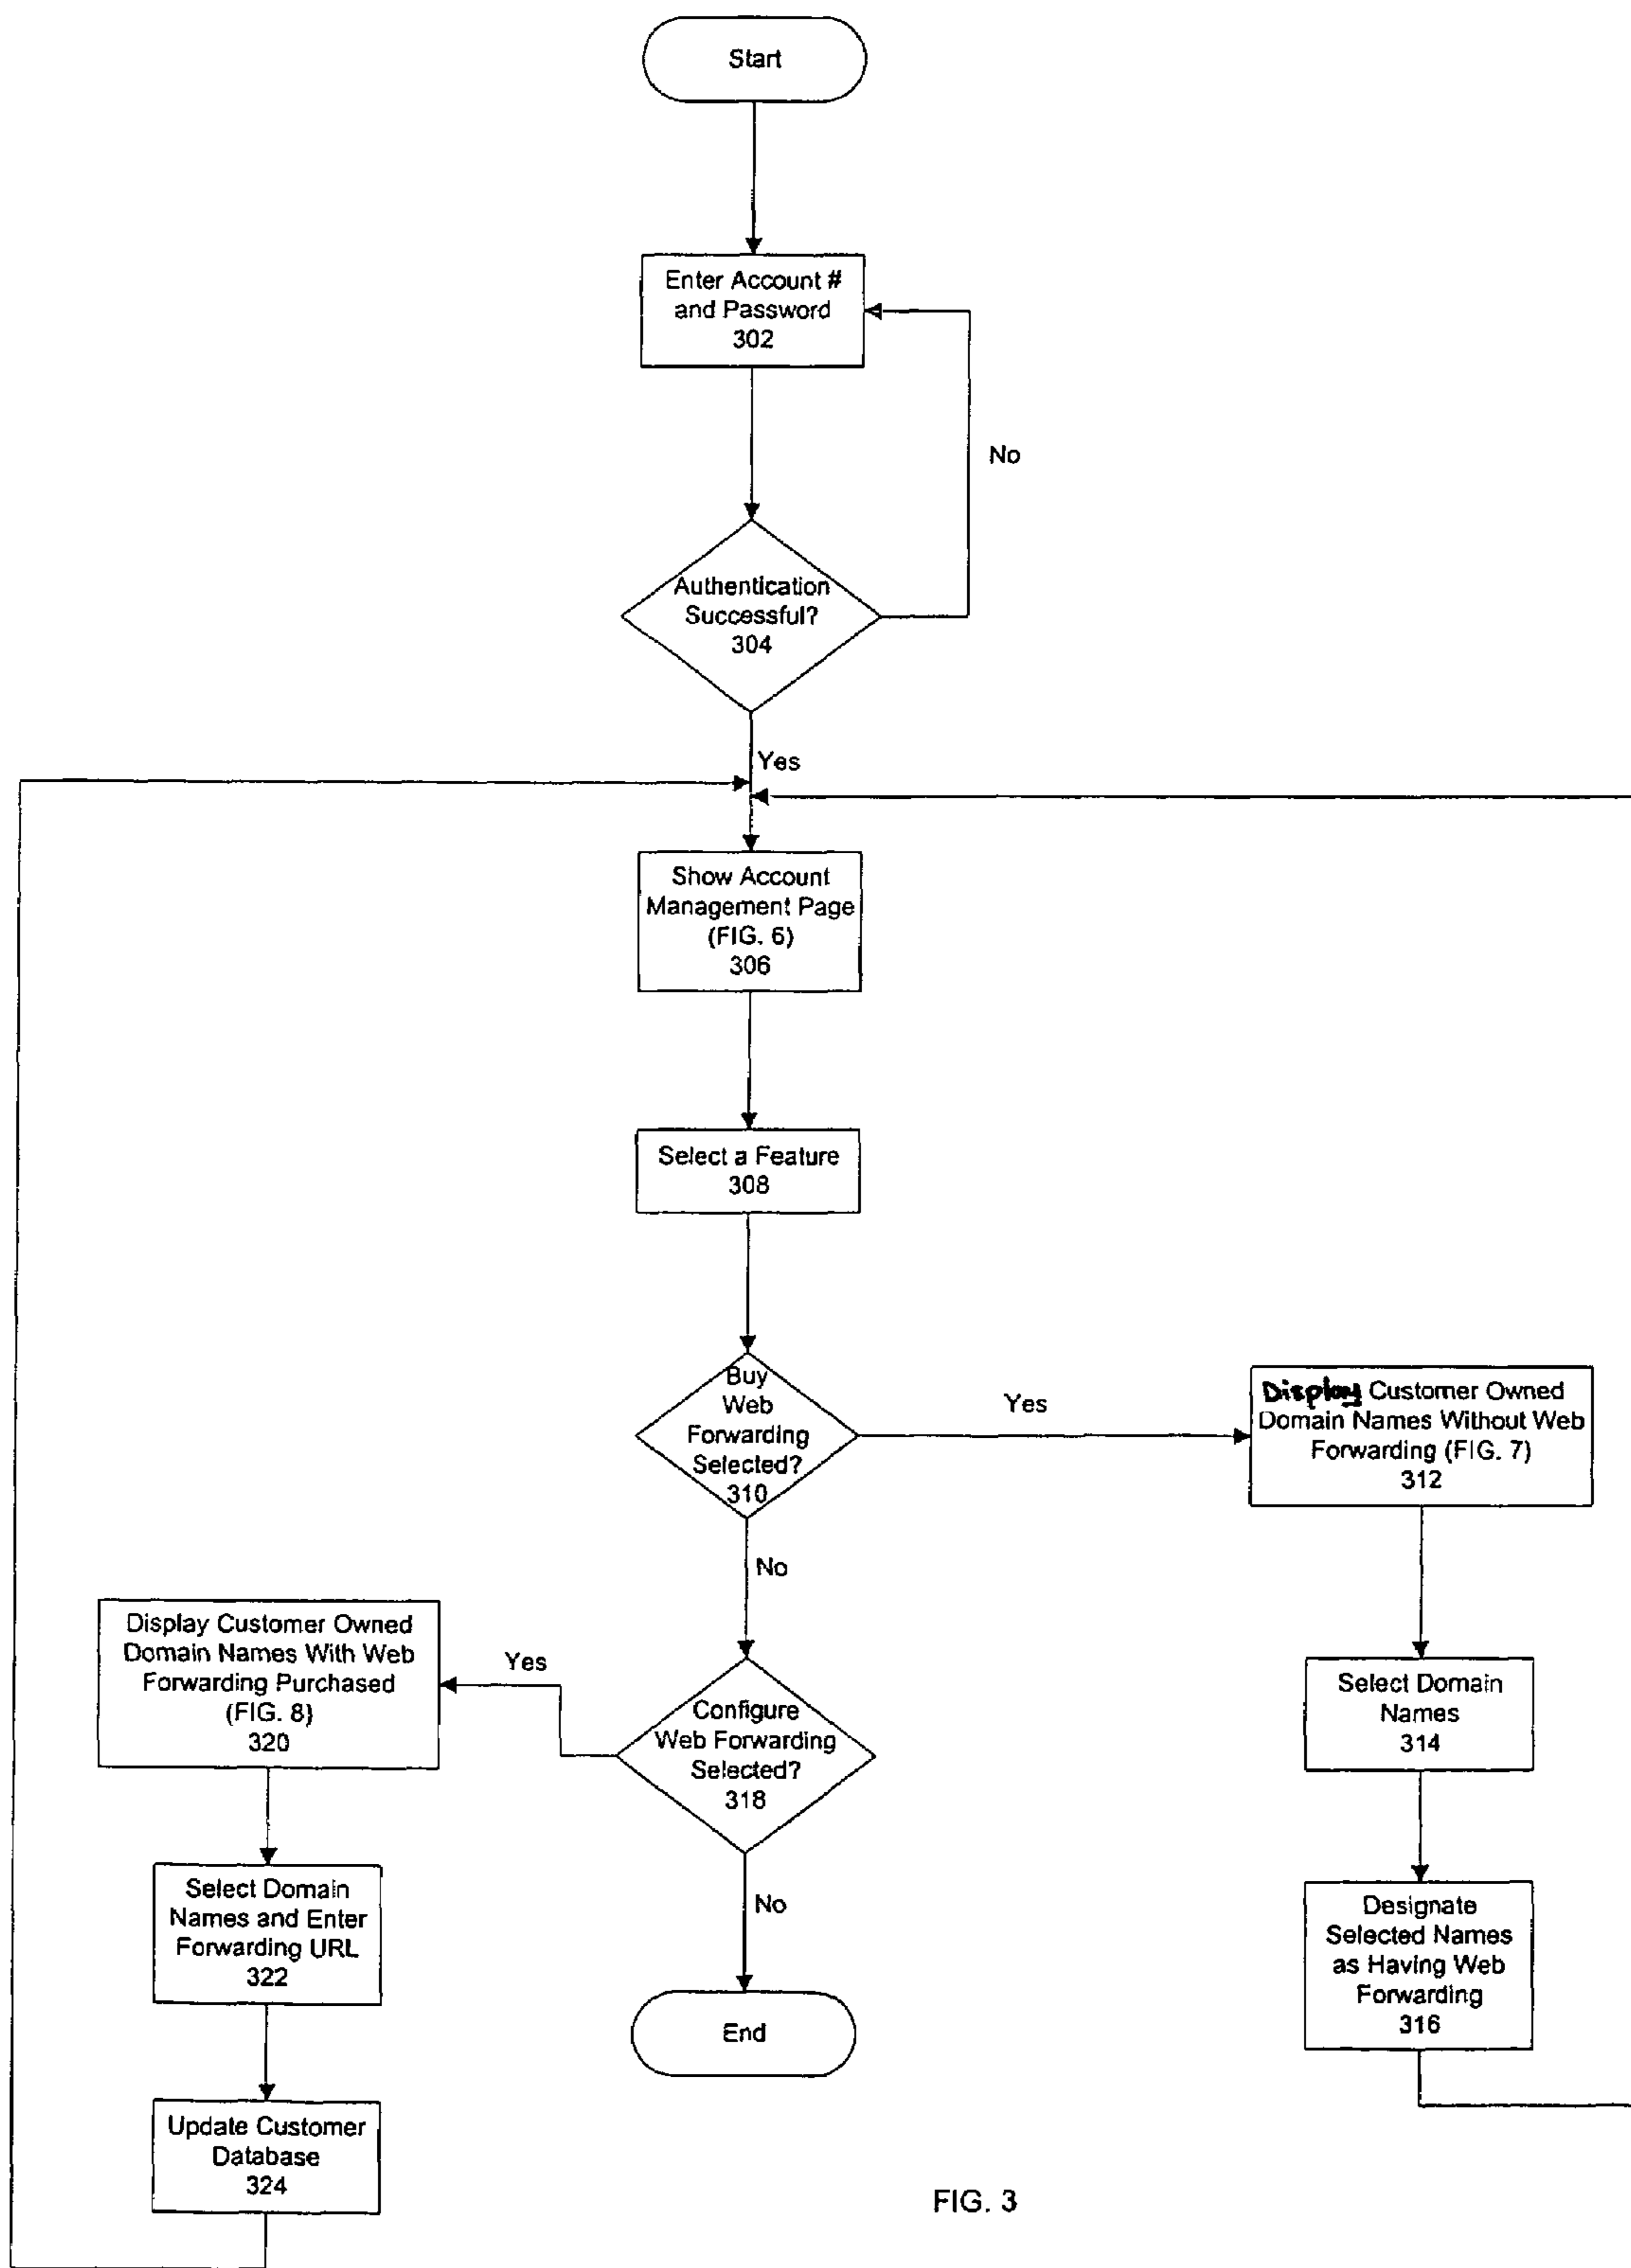 Start
Enter Account #
and Password
302
No
Authentication
Successful?
304
Yes
Show Account
Management Page
(FIG. 6)
306
Select a Feature
308
Buy
Web
Forwarding
Selected?
310
Yes
Display Customer Owned
Domain Names Without Web
Forwarding (FIG. 7)
312
No
Display Customer Owned
Domain Names With Web
Forwarding Purchased
(FIG. 8)
320
Yes
Configure
Web Forwarding
Selected?
318
Select Domain
Names
314
Select Domain
Names and Enter
Forwarding URL
322
No
Designate
Selected Names
as Having Web
Forwarding
316
End
Update Customer
Database
324
FIG. 3